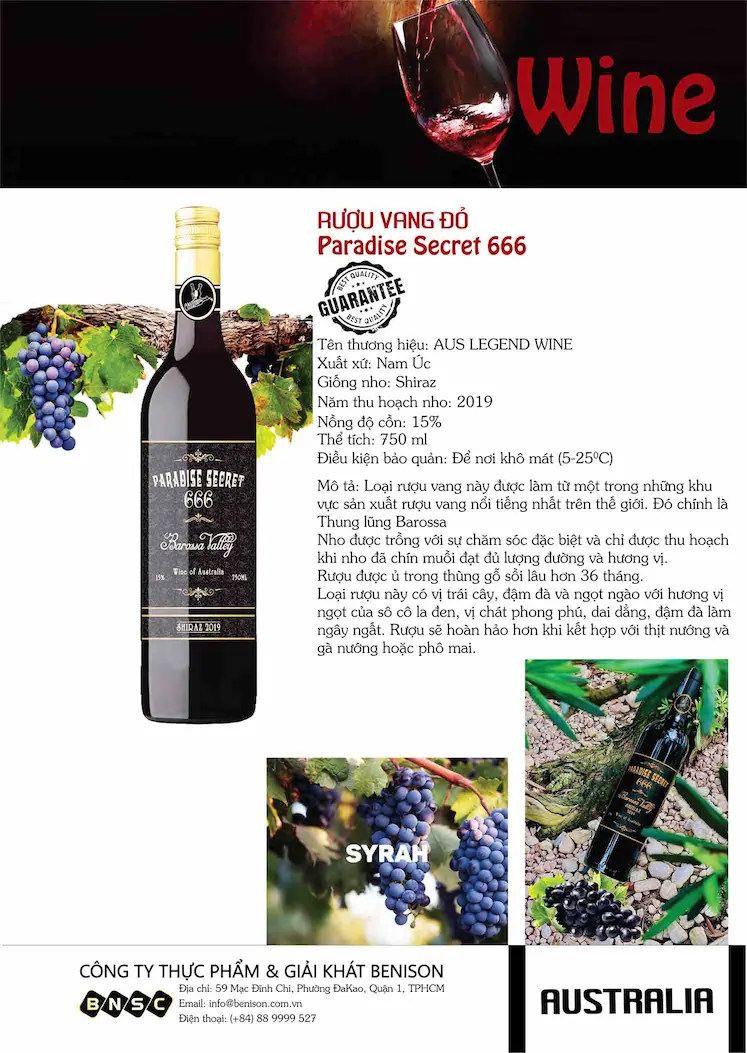 Wine
RƯỢU VANG ĐỎ
Paradise Secret 666
BEST QUALITY
GUARANTEE
BEST QUALITY
Tên thương hiệu: AUS LEGEND WINE
Xuất xứ: Nam Úc
Giống nho: Shiraz
Năm thu hoạch nho: 2019
Nồng độ cồn: 15%
Thể tích: 750 ml
Điều kiện bảo quản: Để nơi khô mát (5-25⁰C)
Mô tả: Loại rượu vang này được làm từ một trong những khu
vực sản xuất rượu vang nổi tiếng nhất trên thế giới. Đó chính là
Thung lũng Barossa
Nho được trồng với sự chăm sóc đặc biệt và chỉ được thu hoạch
khi nho đã chín muồi đạt đủ lượng đường và hương vị.
Rượu được ủ trong thùng gỗ sồi lâu hơn 36 tháng.
Loại rượu này có vị trái cây, đậm đà và ngọt ngào với hương vị
ngọt của sô cô la đen, vị chát phong phú, dai dẳng, đậm đà làm
ngây ngất. Rượu sẽ hoàn hảo hơn khi kết hợp với thịt nướng và
gà nướng hoặc phô mai.
PARADISE SECRET
666
Barossa Valley
Wine of Australia
15% 750ML
SHIRAZ 2019
PARADISE SECRET
666
Barossa Valley
SHIRAZ
Wine of Australia
SYRAH
CÔNG TY THỰC PHẨM & GIẢI KHÁT BENISON
BNSC
Địa chỉ: 59 Mạc Đĩnh Chi, Phường ĐaKao, Quận 1, TPHCM
Email: info@benison.com.vn
Điện thoại: (+84) 88 9999 527
AUSTRALIA